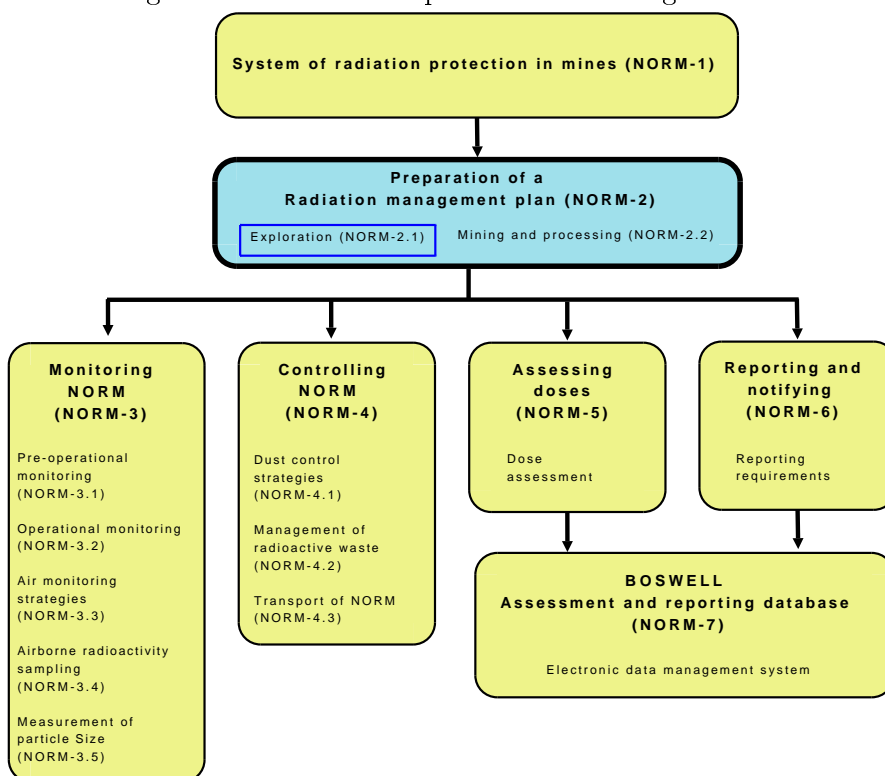 System of radiation protection in mines (NORM-1)
Preparation of a
Radiation management plan (NORM-2)
Exploration (NORM-2.1)
Mining and processing (NORM-2.2)
Monitoring
NORM
(NORM-3)
Pre-operational
monitoring
(NORM-3.1)
Operational monitoring
(NORM-3.2)
Air monitoring
strategies
(NORM-3.3)
Airborne radioactivity
sampling
(NORM-3.4)
Measurement of
particle Size
(NORM-3.5)
Controlling
NORM
(NORM-4)
Dust control
strategies
(NORM-4.1)
Management of
radioactive waste
(NORM-4.2)
Transport of NORM
(NORM-4.3)
Assessing
doses
(NORM-5)
Dose
assessment
Reporting and
notifying
(NORM-6)
Reporting
requirements
BOSWELL
Assessment and reporting database
(NORM-7)
Electronic data management system